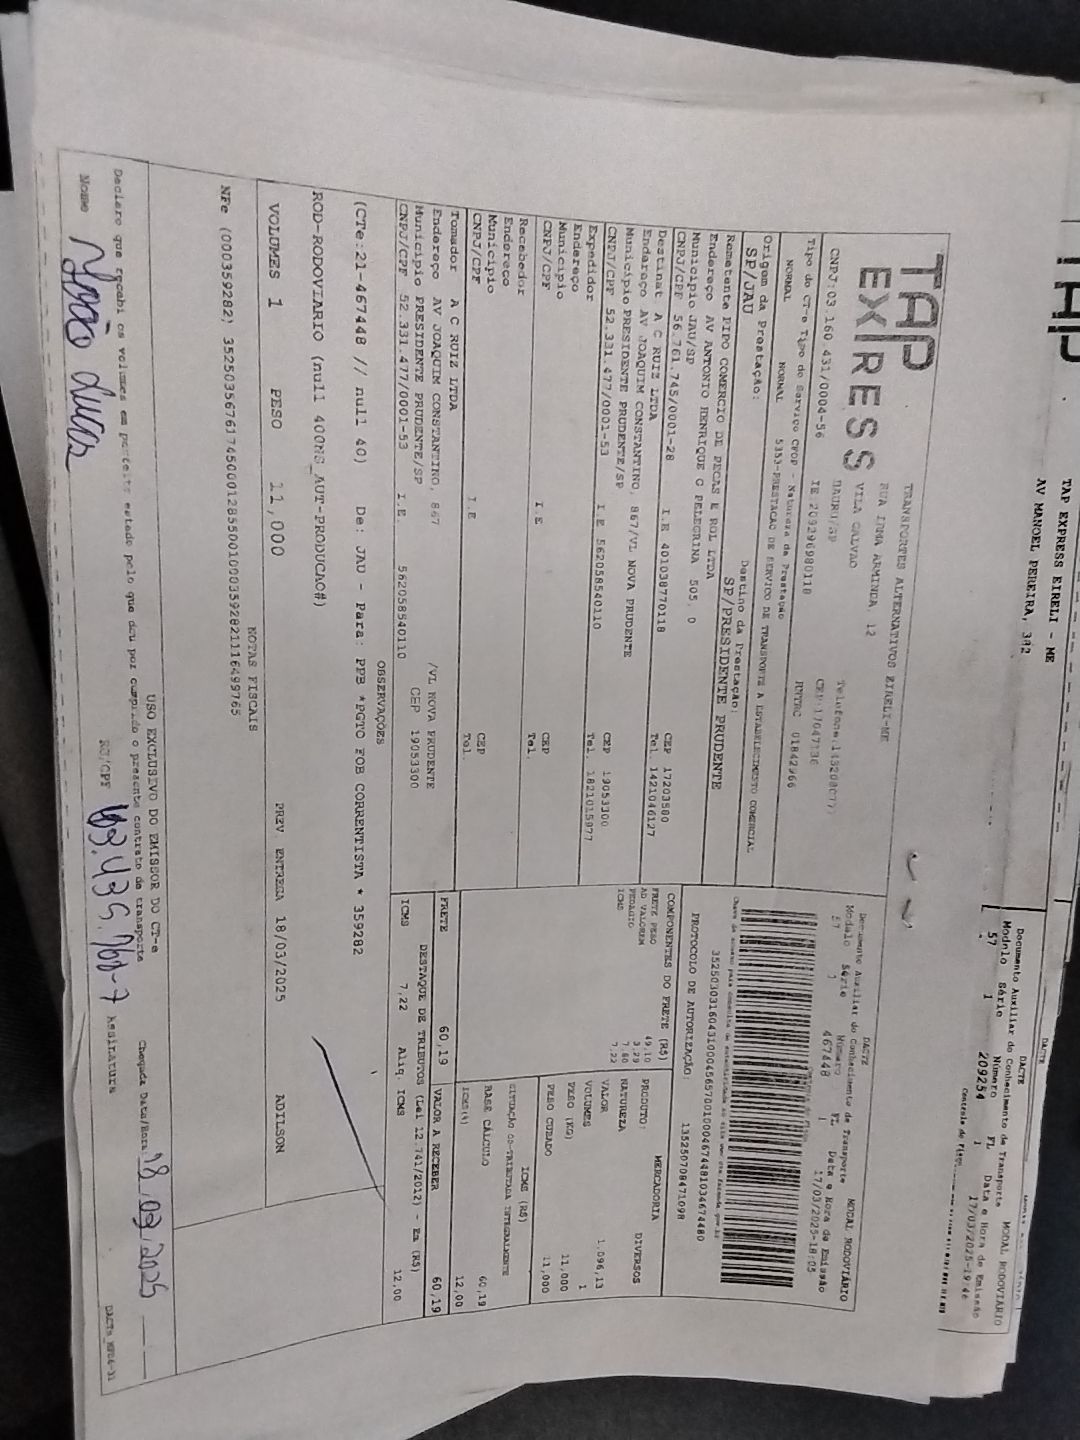 TAP EXPRESS EIRELI - ME
AV MANOEL PEREIRA, 382
DACTE
Documento Auxiliar do Conhecimento de Transporte MODAL RODOVIÁRIO
Modelo Série Número FL Data e Hora de Emissão
57 1 209254 1 17/03/2025-19:46
Controle do Fisco
TAP
EXPRESS
TRANSPORTES ALTERNATIVOS EIRELI-ME
RUA IRMA ARMINDA, 12
VILA GALVAO
BAURU/SP
CNPJ:03.160.431/0004-56 IE:209296980118 RNTRC 01842966
Tipo do CT-e Tipo do Servico CFOP - Natureza da Prestação
NORMAL NORMAL 5353-PRESTACAO DE SERVICO DE TRANSPORTE A ESTABELECIMENTO COMERCIAL
Origem da Prestação: Destino da Prestação:
SP/JAU SP/PRESIDENTE PRUDENTE
Remetente PIPO COMERCIO DE PECAS E ROL LTDA
Endereço AV ANTONIO HENRIQUE G PELEGRINA 505, 0
Município JAU/SP CEP 17203580
CNPJ/CPF 56.761.745/0001-28 I.E 401038770118 Tel. 1421046127
Destinat A C RUIZ LTDA
Endereço AV JOAQUIM CONSTANTINO, 867/VL NOVA PRUDENTE
Município PRESIDENTE PRUDENTE/SP CEP 19053300
CNPJ/CPF 52.331.477/0001-53 I.E 562058540110 Tel. 1821015977
Expedidor
Endereço
Município CEP
CNPJ/CPF I.E Tel.
Recebedor
Endereço
Município CEP
CNPJ/CPF I.E Tel.
Tomador A C RUIZ LTDA
Endereço AV JOAQUIM CONSTANTINO, 867 /VL NOVA PRUDENTE
Município PRESIDENTE PRUDENTE/SP CEP 19053300
CNPJ/CPF 52.331.477/0001-53 I.E. 562058540110
DACTE
Documento Auxiliar do Conhecimento de Transporte MODAL RODOVIÁRIO
Modelo Série Número FL Data e Hora de Emissão
57 1 467448 1 17/03/2025-18:05
PROTOCOLO DE AUTORIZAÇÃO: 135250708471098
COMPONENTES DO FRETE (R$)
FRETE PESO 49,10
AD VALOREM 3,29
PEDAGIO
ICMS 7,22
MERCADORIA
PRODUTO:
NATUREZA DIVERSOS
VALOR 1.096,13
VOLUMES 1
PESO (KG) 11,000
PESO CUBADO 11,000
ICMS (R$)
SITUAÇÃO 00-TRIBUTADA INTEGRALMENTE
BASE CÁLCULO 60,19
ICMS(%) 12,00
FRETE 60,19 VALOR A RECEBER 60,19
DESTAQUE DE TRIBUTOS (Lei 12.741/2012) - Em (R$)
ICMS 7,22 Aliq. ICMS 12,00
OBSERVAÇÕES
(CTe:21-467448 // null 40) De: JAU - Para: PPB *PGTO FOB CORRENTISTA * 359282
ROD-RODOVIARIO (null 400NS_AUT-PRODUCAO#)
VOLUMES 1 PESO 11,000 PREV. ENTREGA 18/03/2025 ADILSON
NOTAS FISCAIS
NFe (000359282) 35250356761745000128550010003592821116499765
USO EXCLUSIVO DO EMISSOR DO CT-e
Declaro que recebi os volumes em perfeito estado pelo que dou por cumprido o presente contrato de transporte
Nome João Lucas RG/CPF Assinatura Chegada Data/Hora 18.03.2025